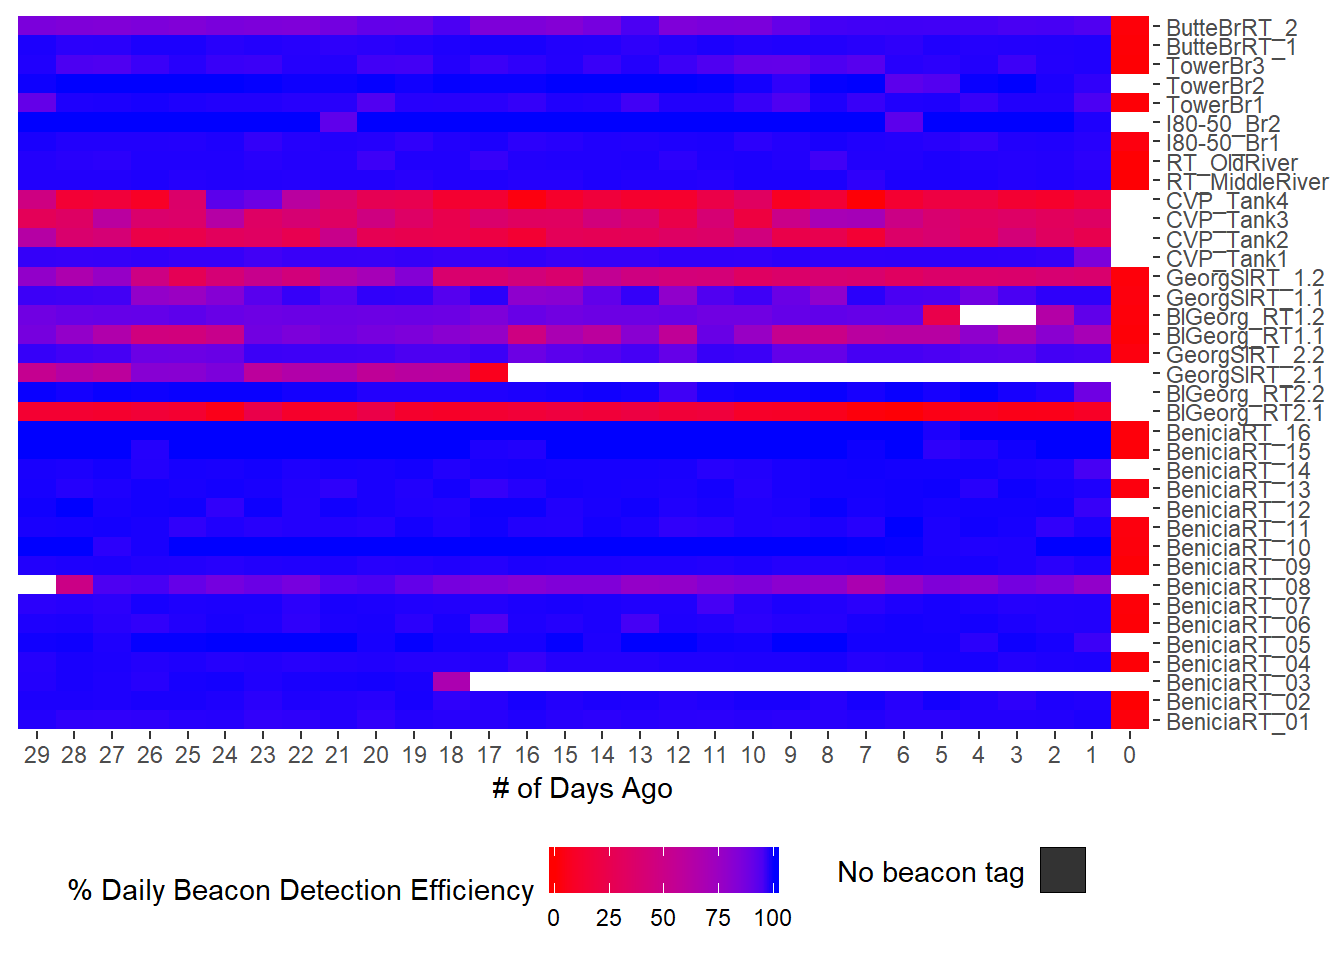 ButteBrRT_2
ButteBrRT_1
TowerBr3
TowerBr2
TowerBr1
I80-50_Br2
I80-50_Br1
RT_OldRiver
RT_MiddleRiver
CVP_Tank4
CVP_Tank3
CVP_Tank2
CVP_Tank1
GeorgSlRT_1.2
GeorgSlRT_1.1
BlGeorg_RT1.2
BlGeorg_RT1.1
GeorgSlRT_2.2
GeorgSlRT_2.1
BlGeorg_RT2.2
BlGeorg_RT2.1
BeniciaRT_16
BeniciaRT_15
BeniciaRT_14
BeniciaRT_13
BeniciaRT_12
BeniciaRT_11
BeniciaRT_10
BeniciaRT_09
BeniciaRT_08
BeniciaRT_07
BeniciaRT_06
BeniciaRT_05
BeniciaRT_04
BeniciaRT_03
BeniciaRT_02
BeniciaRT_01
29 28 27 26 25 24 23 22 21 20 19 18 17 16 15 14 13 12 11 10 9 8 7 6 5 4 3 2 1 0
# of Days Ago
% Daily Beacon Detection Efficiency
0 25 50 75 100
No beacon tag